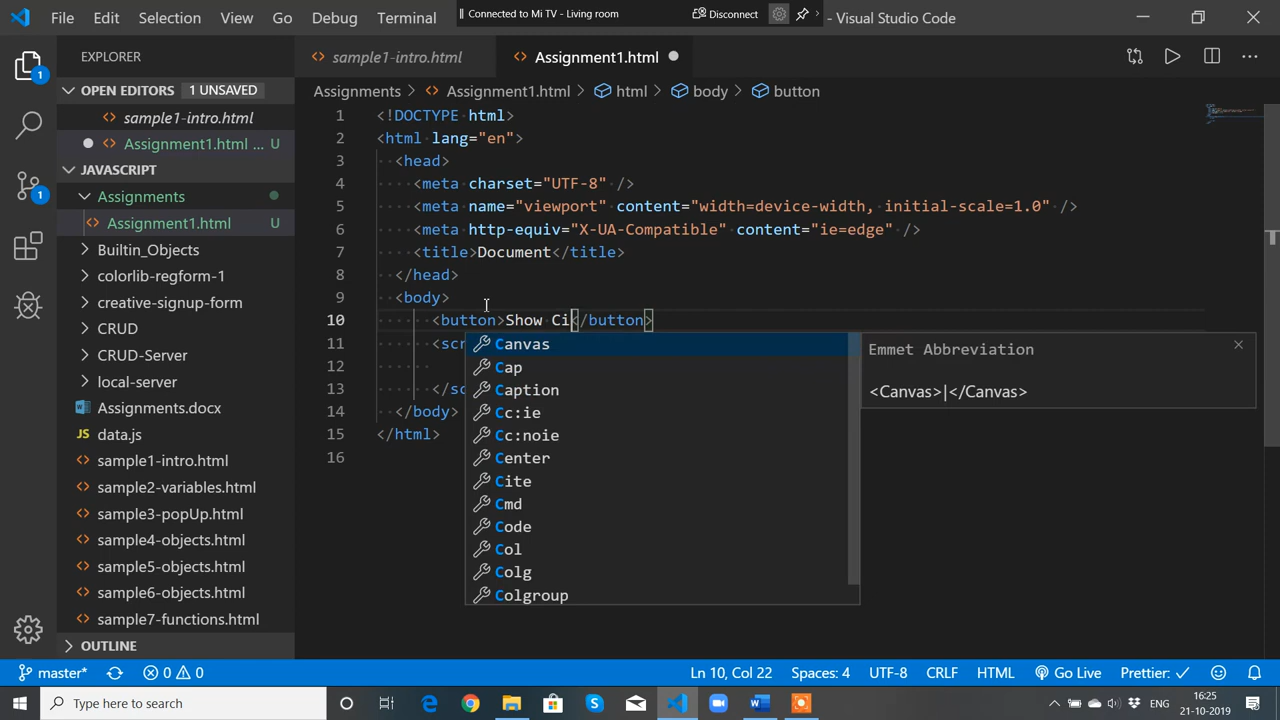 File Edit Selection View Go Debug Terminal
Connected to Mi TV - Living room
Disconnect
- Visual Studio Code
EXPLORER
OPEN EDITORS 1 UNSAVED
sample1-intro.html
Assignment1.html ... U
JAVASCRIPT
Assignments
Assignment1.html U
Builtin_Objects
colorlib-regform-1
creative-signup-form
CRUD
CRUD-Server
local-server
Assignments.docx
data.js
sample1-intro.html
sample2-variables.html
sample3-popUp.html
sample4-objects.html
sample5-objects.html
sample6-objects.html
sample7-functions.html
OUTLINE
1
1
sample1-intro.html
Assignment1.html
Assignments > Assignment1.html > html > body > button
1 <!DOCTYPE html>
2 <html lang="en">
3 <head>
4 <meta charset="UTF-8" />
5 <meta name="viewport" content="width=device-width, initial-scale=1.0" />
6 <meta http-equiv="X-UA-Compatible" content="ie=edge" />
7 <title>Document</title>
8 </head>
9 <body>
10 <button>Show Ci</button>
11 <scr
12
13 </sc
14 </body>
15 </html>
16
Canvas
Cap
Caption
Cc:ie
Cc:noie
Center
Cite
Cmd
Code
Col
Colg
Colgroup
Emmet Abbreviation
<Canvas>|</Canvas>
master* 0 0 Ln 10, Col 22 Spaces: 4 UTF-8 CRLF HTML Go Live Prettier: ✓
Type here to search
ENG
16:25
21-10-2019